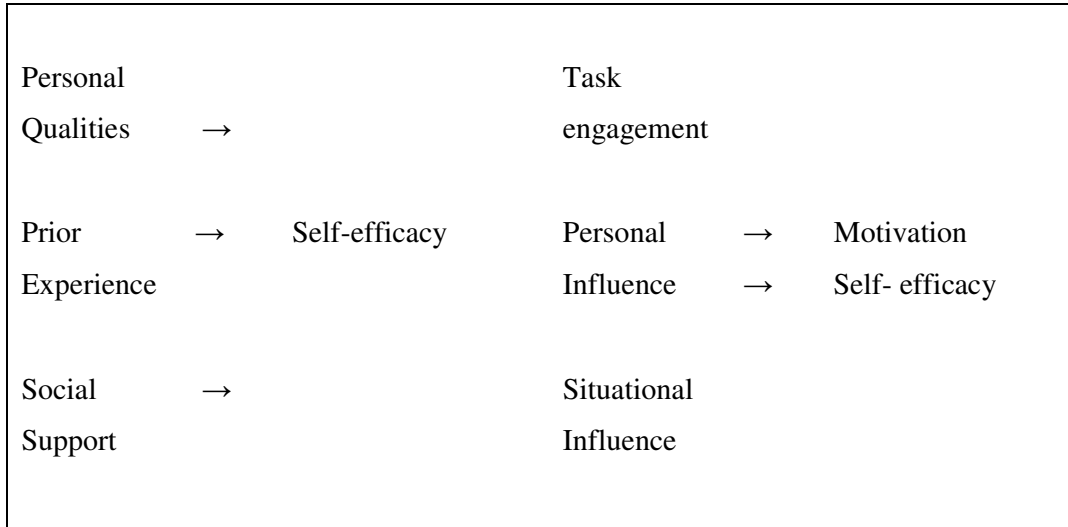 Personal Task
Qualities → engagement
Prior → Self-efficacy Personal → Motivation
Experience Influence → Self- efficacy
Social → Situational
Support Influence